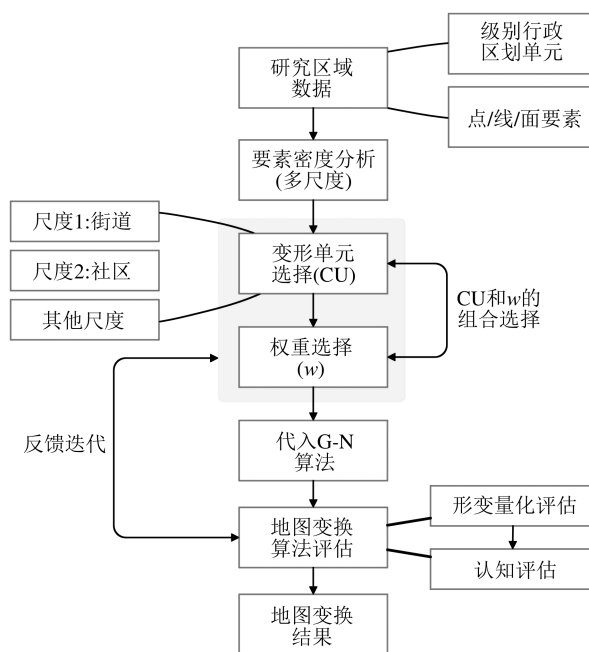 级别行政
区划单元
研究区域
数据
点/线/面要素
要素密度分析
(多尺度)
尺度1:街道
变形单元
选择(CU)
尺度2:社区
CU和w的
组合选择
其他尺度
权重选择
(w)
反馈迭代
代入G-N
算法
形变量化评估
地图变换
算法评估
认知评估
地图变换
结果